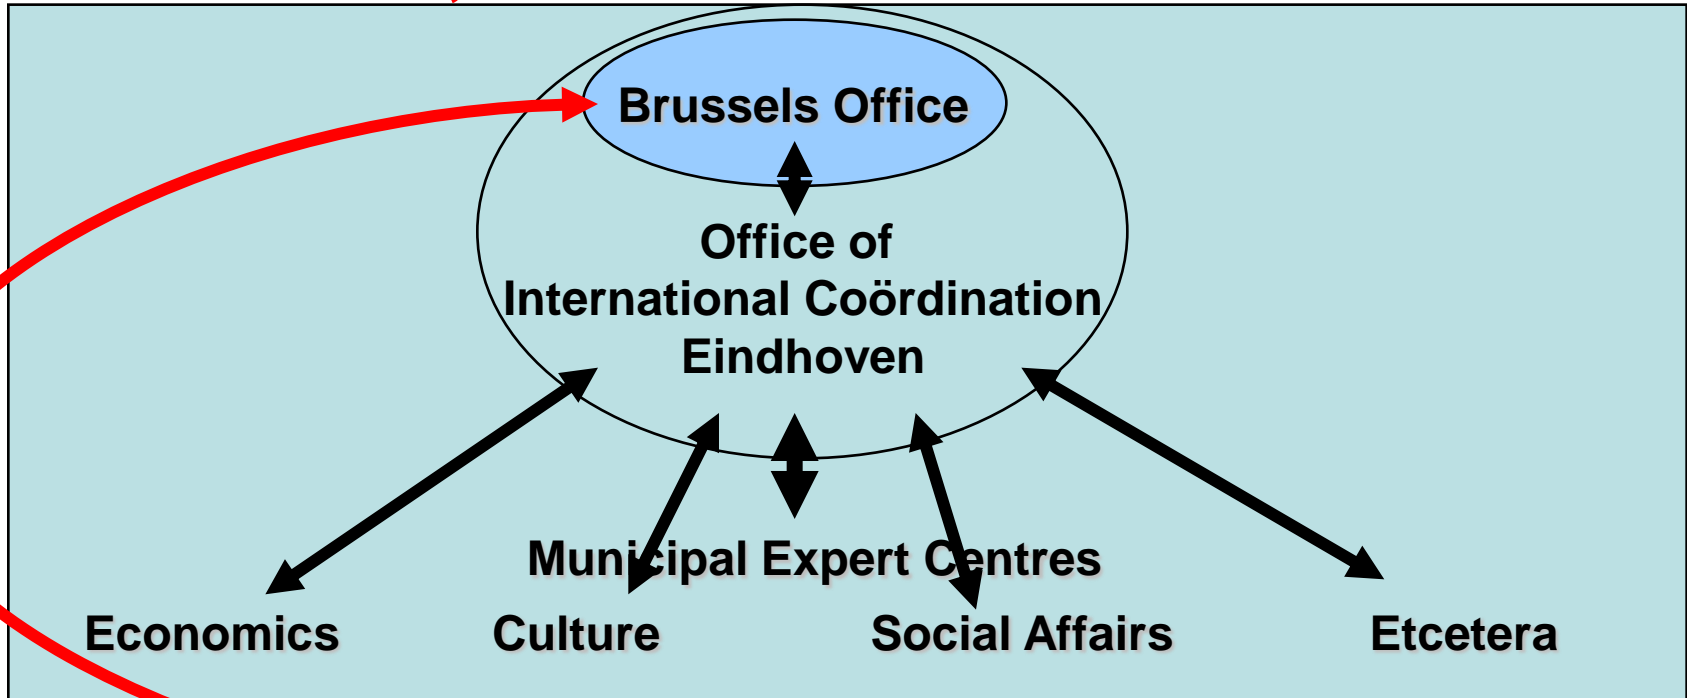 Brussels Office
Office of
International Coördination
Eindhoven
Municipal Expert Centres
Economics Culture Social Affairs Etcetera